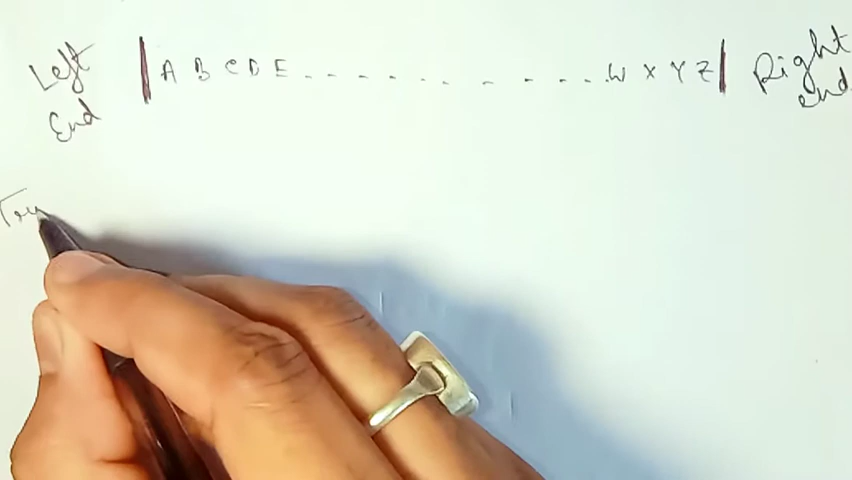 Left | A B C D E . . . . . . . . . . . . W X Y Z | Right
End end